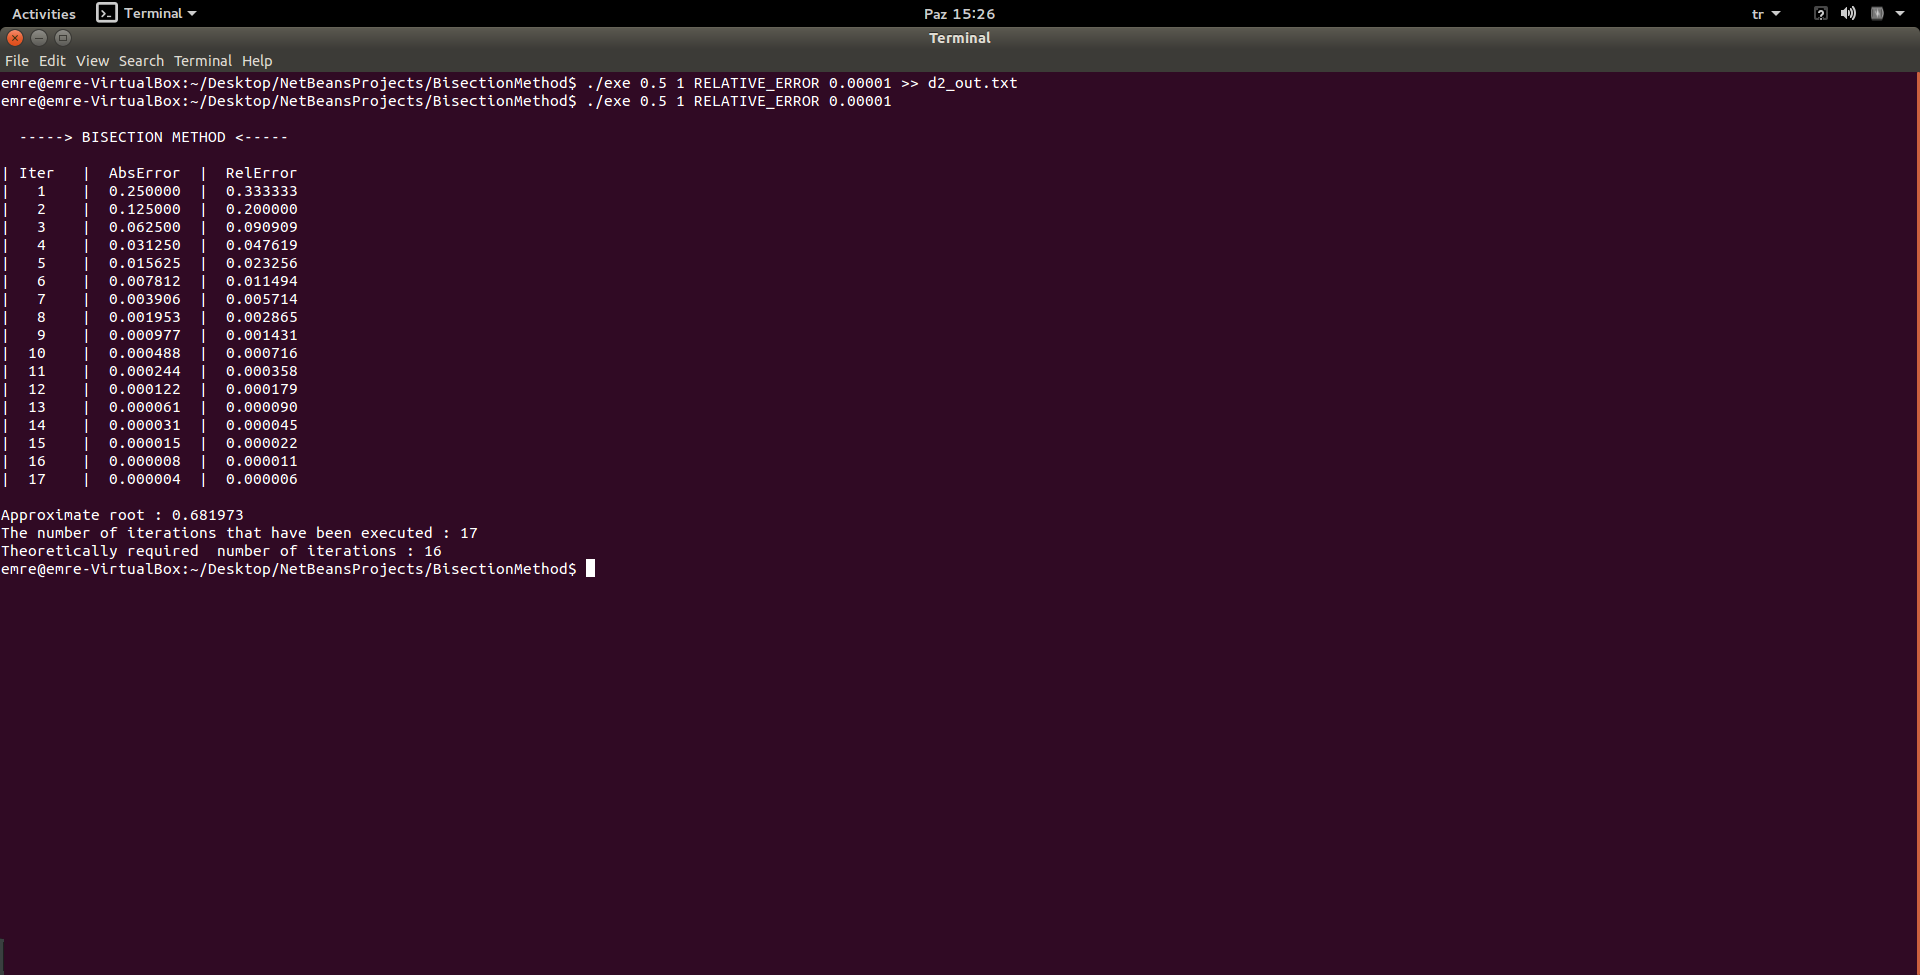 Activities Terminal Paz 15:26 tr
Terminal
File Edit View Search Terminal Help
emre@emre-VirtualBox:~/Desktop/NetBeansProjects/BisectionMethod$ ./exe 0.5 1 RELATIVE_ERROR 0.00001 >> d2_out.txt
emre@emre-VirtualBox:~/Desktop/NetBeansProjects/BisectionMethod$ ./exe 0.5 1 RELATIVE_ERROR 0.00001
-----> BISECTION METHOD <-----
| Iter | AbsError | RelError
| 1 | 0.250000 | 0.333333
| 2 | 0.125000 | 0.200000
| 3 | 0.062500 | 0.090909
| 4 | 0.031250 | 0.047619
| 5 | 0.015625 | 0.023256
| 6 | 0.007812 | 0.011494
| 7 | 0.003906 | 0.005714
| 8 | 0.001953 | 0.002865
| 9 | 0.000977 | 0.001431
| 10 | 0.000488 | 0.000716
| 11 | 0.000244 | 0.000358
| 12 | 0.000122 | 0.000179
| 13 | 0.000061 | 0.000090
| 14 | 0.000031 | 0.000045
| 15 | 0.000015 | 0.000022
| 16 | 0.000008 | 0.000011
| 17 | 0.000004 | 0.000006
Approximate root : 0.681973
The number of iterations that have been executed : 17
Theoretically required  number of iterations : 16
emre@emre-VirtualBox:~/Desktop/NetBeansProjects/BisectionMethod$